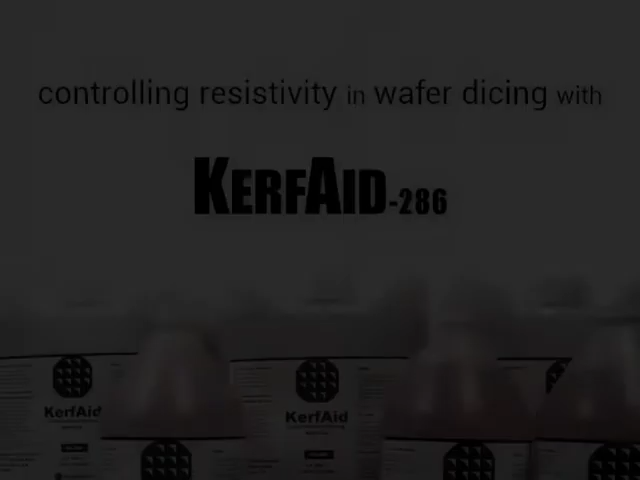 controlling resistivity in wafer dicing with
KERFAID-286
KerfAid
KerfAid